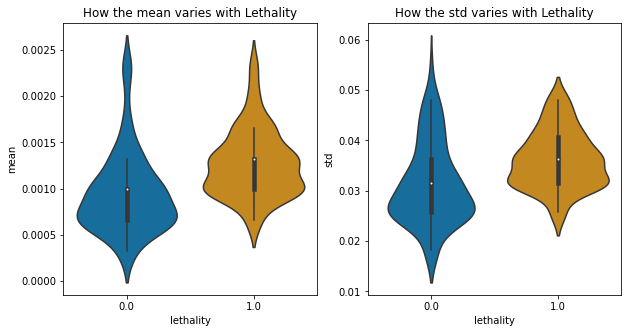 How the mean varies with Lethality
mean
0.0025
0.0020
0.0015
0.0010
0.0005
0.0000
0.0
1.0
lethality
How the std varies with Lethality
std
0.06
0.05
0.04
0.03
0.02
0.01
0.0
1.0
lethality